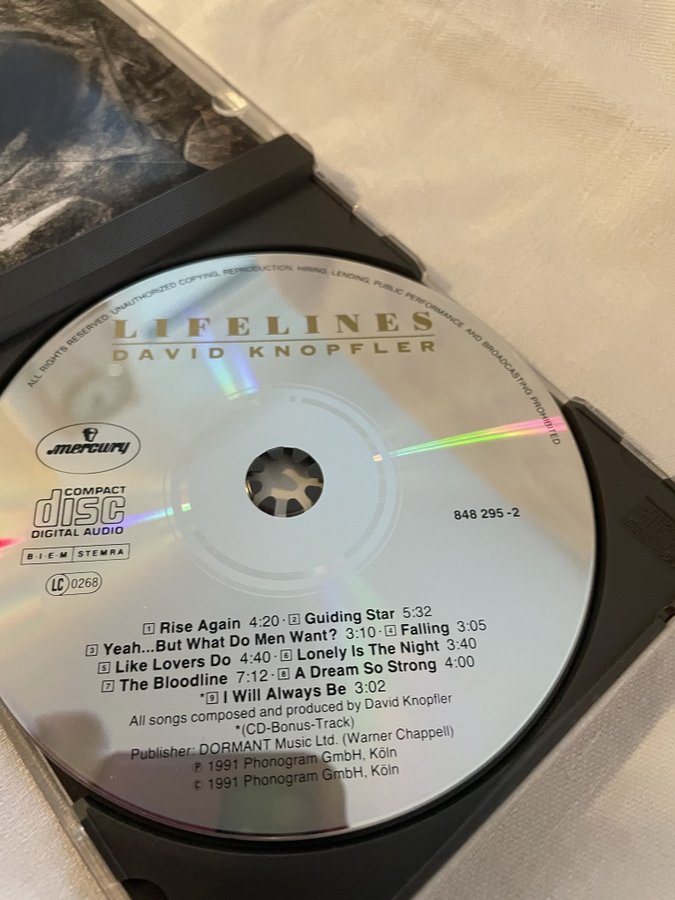 ALL RIGHTS RESERVED. UNAUTHORIZED COPYING, REPRODUCTION, HIRING, LENDING, PUBLIC PERFORMANCE AND BROADCASTING PROHIBITED.
LIFELINES
DAVID KNOPFLER
mercury
COMPACT
disc
DIGITAL AUDIO
B·I·E·M STEMRA
LC 0268
848 295-2
1 Rise Again 4:20 · 2 Guiding Star 5:32
3 Yeah...But What Do Men Want? 3:10 · 4 Falling 3:05
5 Like Lovers Do 4:40 · 6 Lonely Is The Night 3:40
7 The Bloodline 7:12 · 8 A Dream So Strong 4:00
*9 I Will Always Be 3:02
All songs composed and produced by David Knopfler
*(CD-Bonus-Track)
Publisher: DORMANT Music Ltd. (Warner Chappell)
℗ 1991 Phonogram GmbH, Köln
© 1991 Phonogram GmbH, Köln